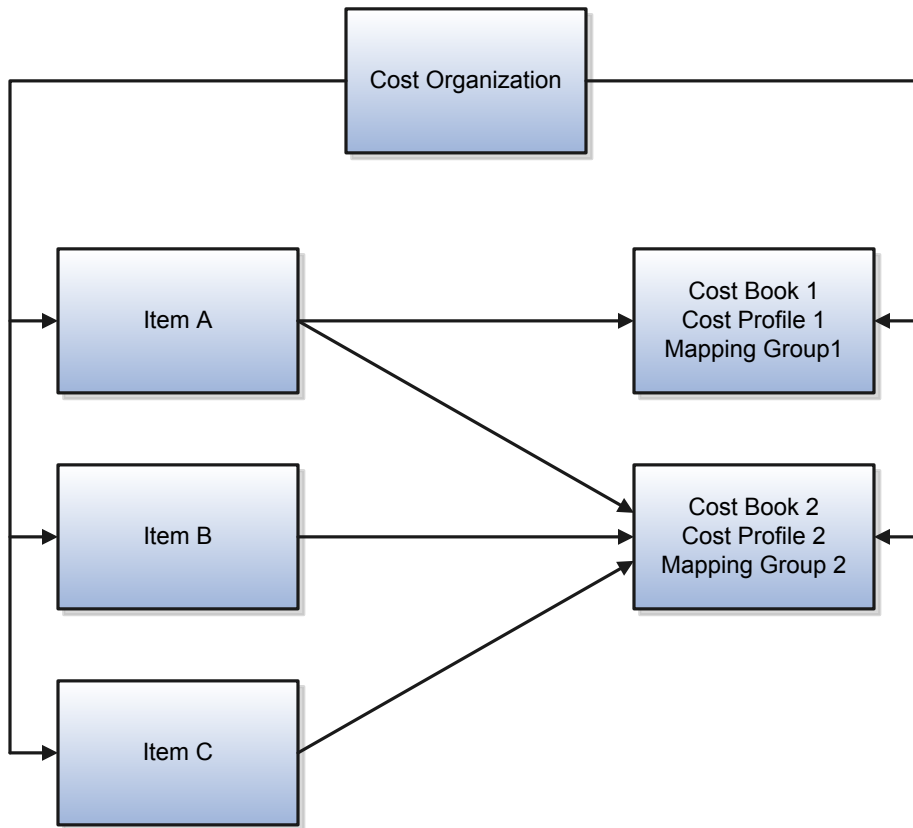 Cost Organization
Item A
Cost Book 1
Cost Profile 1
Mapping Group1
Item B
Cost Book 2
Cost Profile 2
Mapping Group 2
Item C